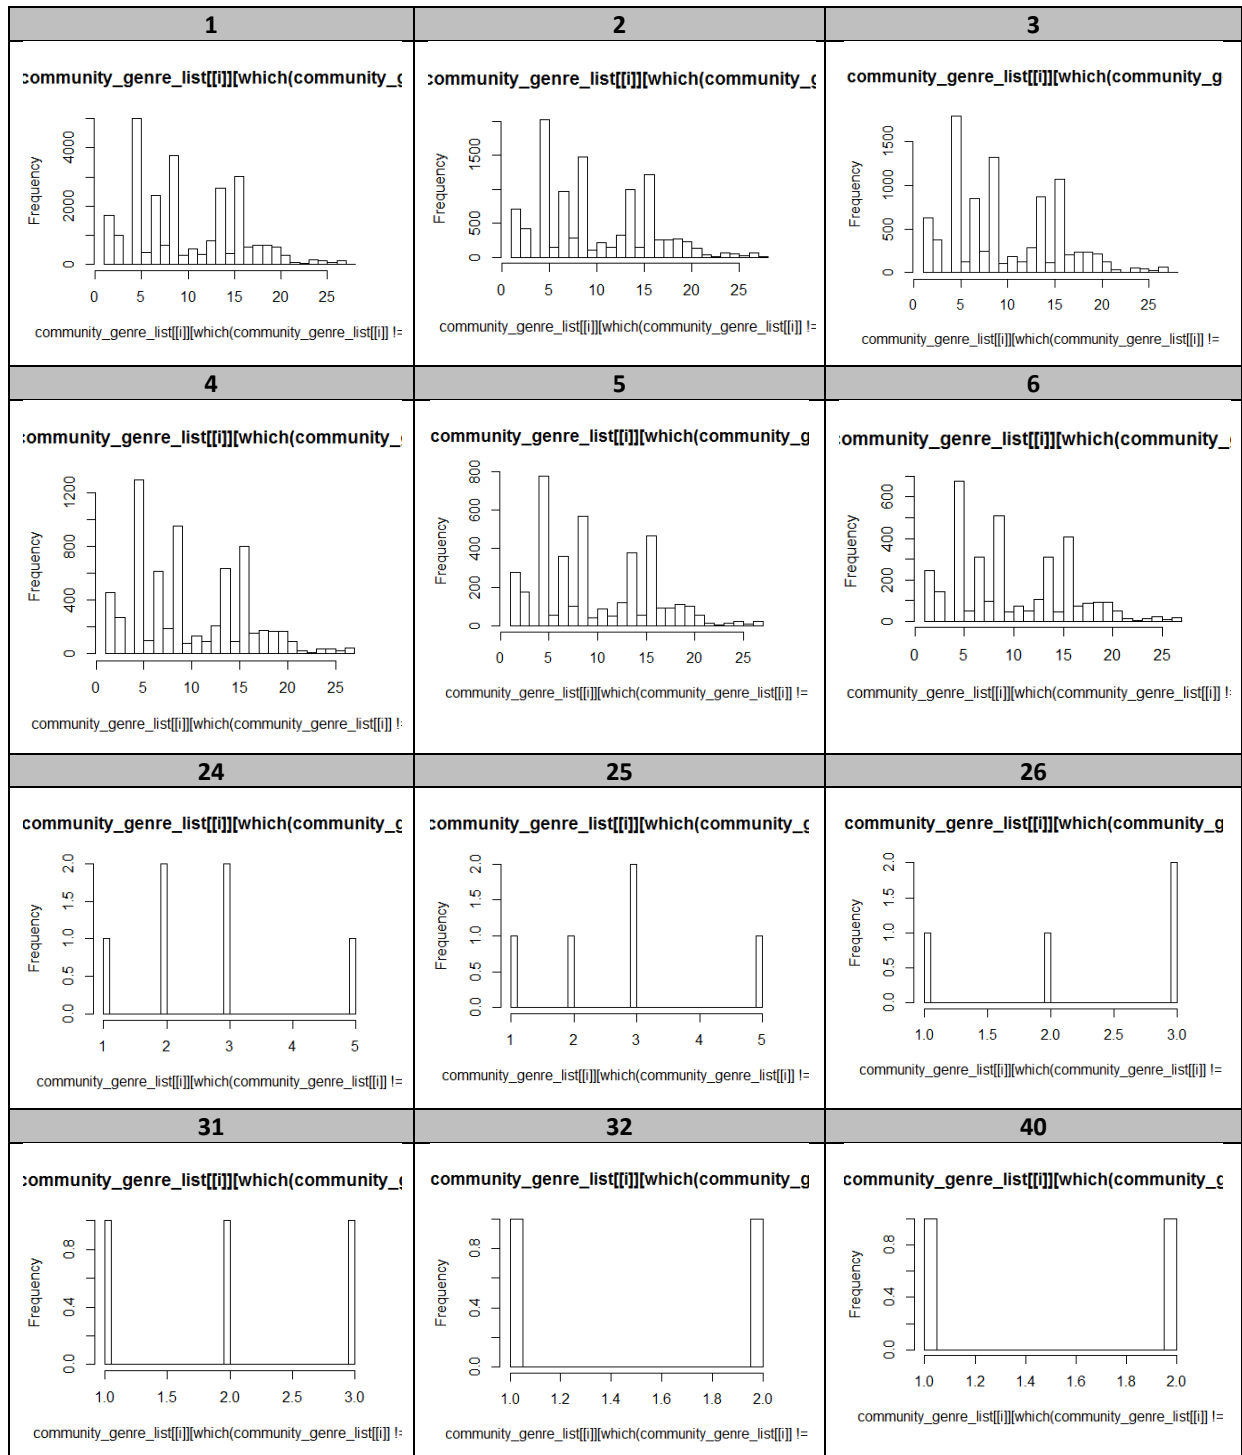 1 2 3
community_genre_list[[i]][which(community_g
Frequency
0 2000 4000
0 5 10 15 20 25
community_genre_list[[i]][which(community_genre_list[[i]] !=
community_genre_list[[i]][which(community_g
Frequency
0 500 1500
0 5 10 15 20 25
community_genre_list[[i]][which(community_genre_list[[i]] !=
community_genre_list[[i]][which(community_g
Frequency
0 500 1000 1500
0 5 10 15 20 25
community_genre_list[[i]][which(community_genre_list[[i]] !=
4 5 6
community_genre_list[[i]][which(community_
Frequency
0 400 800 1200
0 5 10 15 20 25
community_genre_list[[i]][which(community_genre_list[[i]] !=
community_genre_list[[i]][which(community_g
Frequency
0 200 400 600 800
0 5 10 15 20 25
community_genre_list[[i]][which(community_genre_list[[i]] !=
community_genre_list[[i]][which(community_
Frequency
0 200 400 600
0 5 10 15 20 25
community_genre_list[[i]][which(community_genre_list[[i]] !=
24 25 26
community_genre_list[[i]][which(community_g
Frequency
0.0 0.5 1.0 1.5 2.0
1 2 3 4 5
community_genre_list[[i]][which(community_genre_list[[i]] !=
community_genre_list[[i]][which(community_g
Frequency
0.0 0.5 1.0 1.5 2.0
1 2 3 4 5
community_genre_list[[i]][which(community_genre_list[[i]] !=
community_genre_list[[i]][which(community_g
Frequency
0.0 0.5 1.0 1.5 2.0
1.0 1.5 2.0 2.5 3.0
community_genre_list[[i]][which(community_genre_list[[i]] !=
31 32 40
community_genre_list[[i]][which(community_g
Frequency
0.0 0.4 0.8
1.0 1.5 2.0 2.5 3.0
community_genre_list[[i]][which(community_genre_list[[i]] !=
community_genre_list[[i]][which(community_g
Frequency
0.0 0.4 0.8
1.0 1.2 1.4 1.6 1.8 2.0
community_genre_list[[i]][which(community_genre_list[[i]] !=
community_genre_list[[i]][which(community_g
Frequency
0.0 0.4 0.8
1.0 1.2 1.4 1.6 1.8 2.0
community_genre_list[[i]][which(community_genre_list[[i]] !=